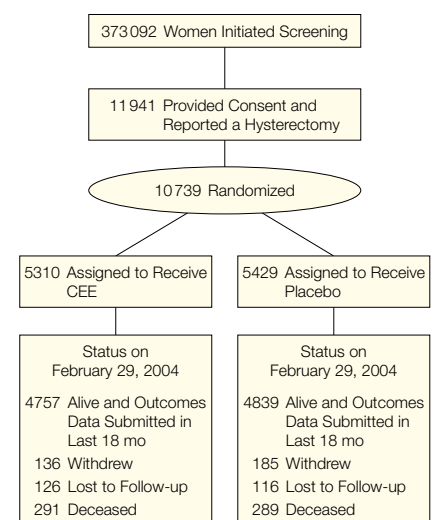 373 092 Women Initiated Screening
11 941 Provided Consent and
Reported a Hysterectomy
10 739 Randomized
5310 Assigned to Receive
CEE
5429 Assigned to Receive
Placebo
Status on
February 29, 2004
4757 Alive and Outcomes
Data Submitted in
Last 18 mo
136 Withdrew
126 Lost to Follow-up
291 Deceased
Status on
February 29, 2004
4839 Alive and Outcomes
Data Submitted in
Last 18 mo
185 Withdrew
116 Lost to Follow-up
289 Deceased